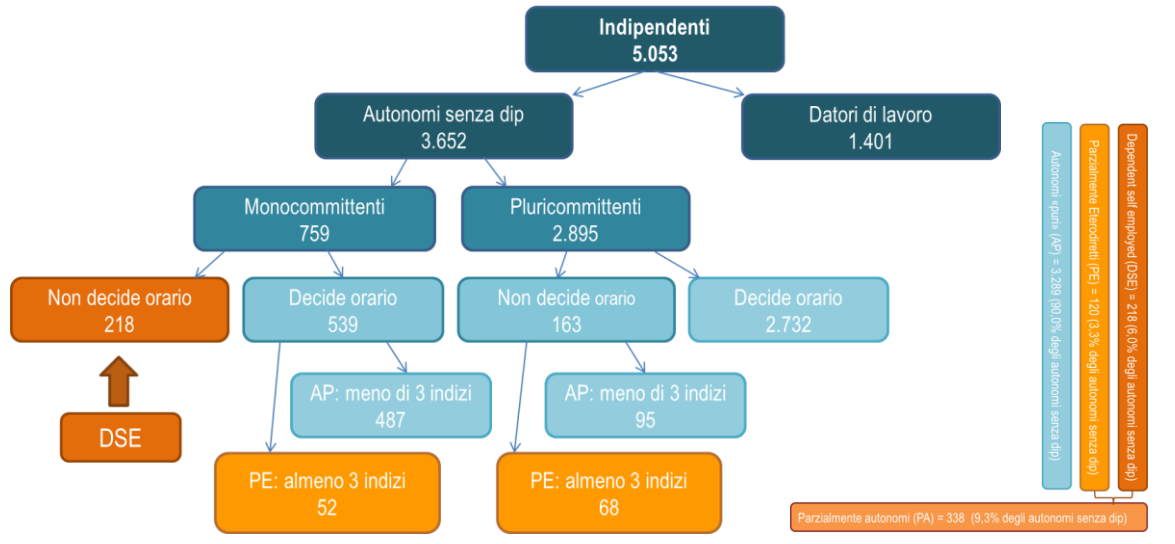 Indipendenti
5.053
Autonomi senza dip
3.652
Datori di lavoro
1.401
Monocommittenti
759
Pluricommittenti
2.895
Non decide orario
218
Decide orario
539
Non decide orario
163
Decide orario
2.732
AP: meno di 3 indizi
487
AP: meno di 3 indizi
95
DSE
PE: almeno 3 indizi
52
PE: almeno 3 indizi
68
Autonomi «puri» (AP) = 3.289 (90,0% degli autonomi senza dip)
Parzialmente Eterodiretti (PE) = 120 (3,3% degli autonomi senza dip)
Dependent self employed (DSE) = 218 (6,0% degli autonomi senza dip)
Parzialmente autonomi (PA) = 338 (9,3% degli autonomi senza dip)